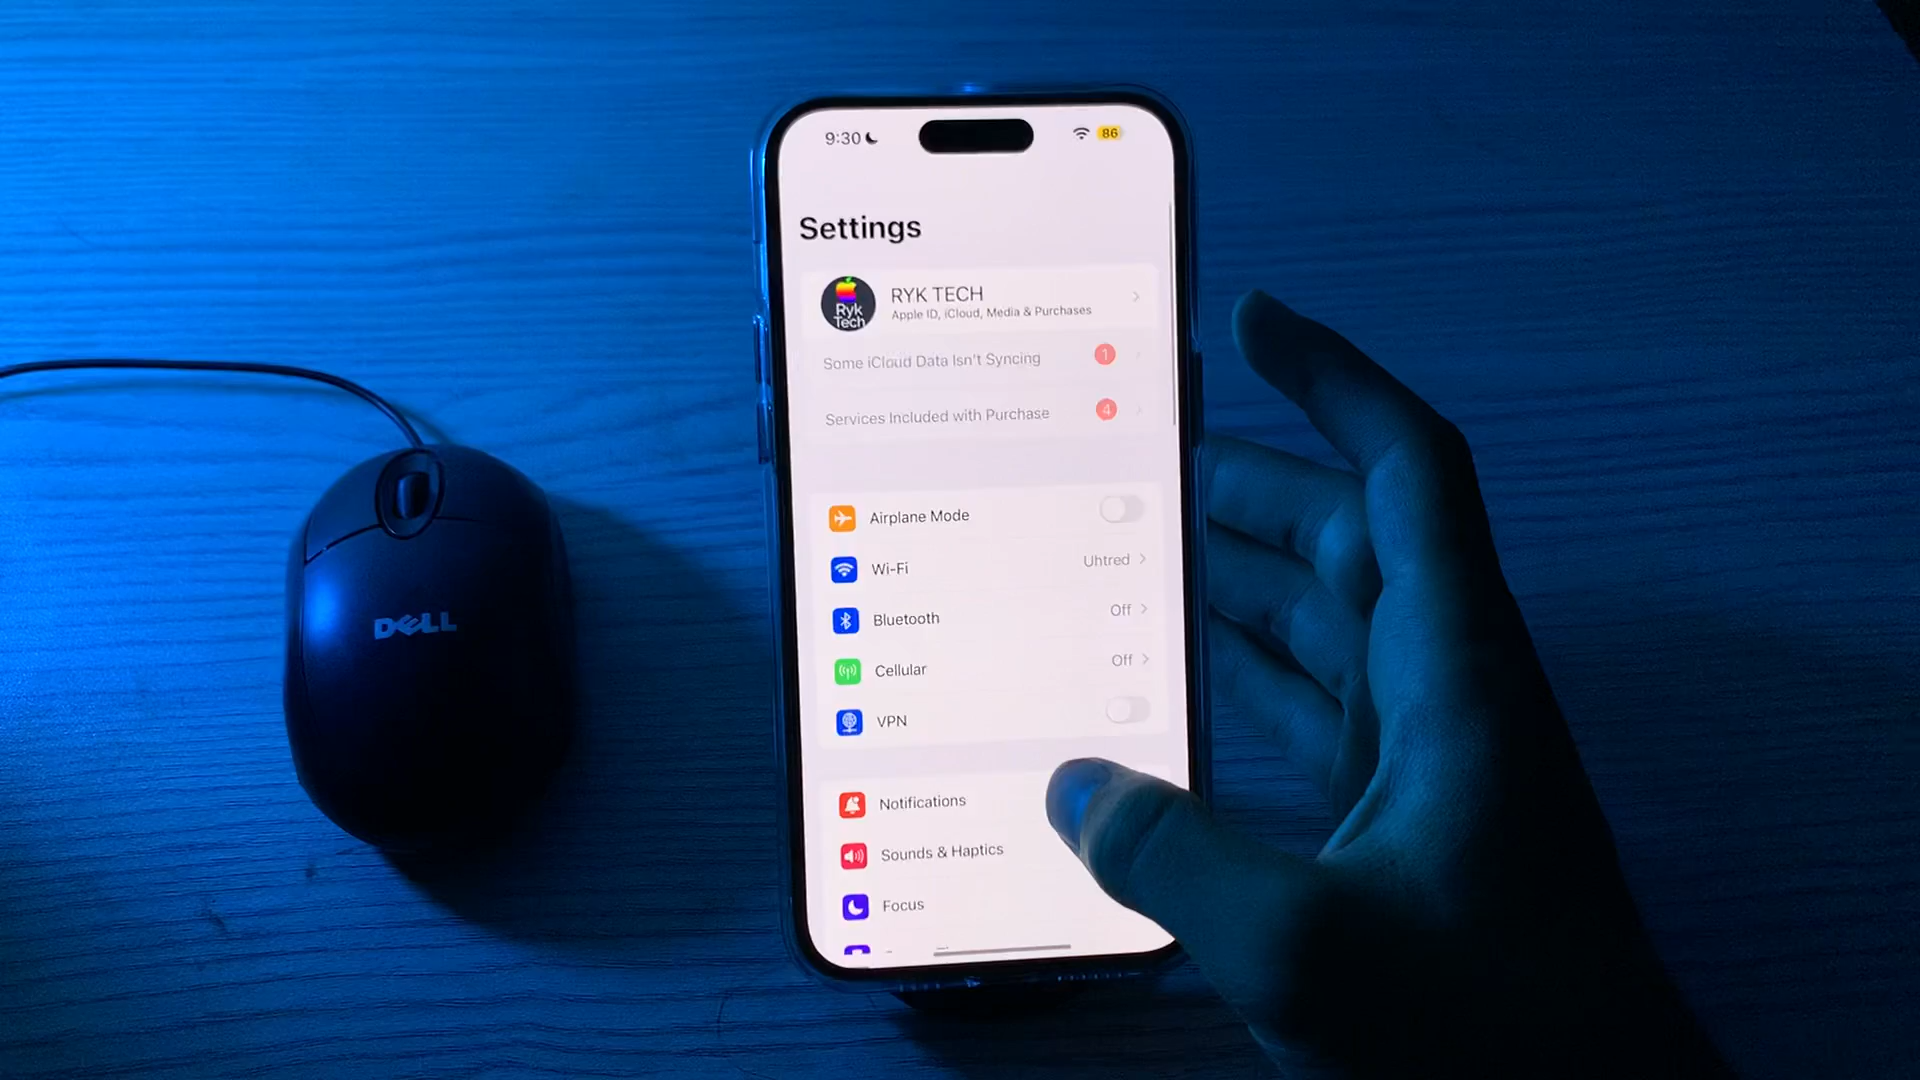 9:30
86
Settings
Ryk
Tech
RYK TECH
Apple ID, iCloud, Media & Purchases
Some iCloud Data Isn't Syncing
1
Services Included with Purchase
4
Airplane Mode
Wi-Fi
Uhtred
Bluetooth
Off
Cellular
Off
VPN
Notifications
Sounds & Haptics
Focus
DELL